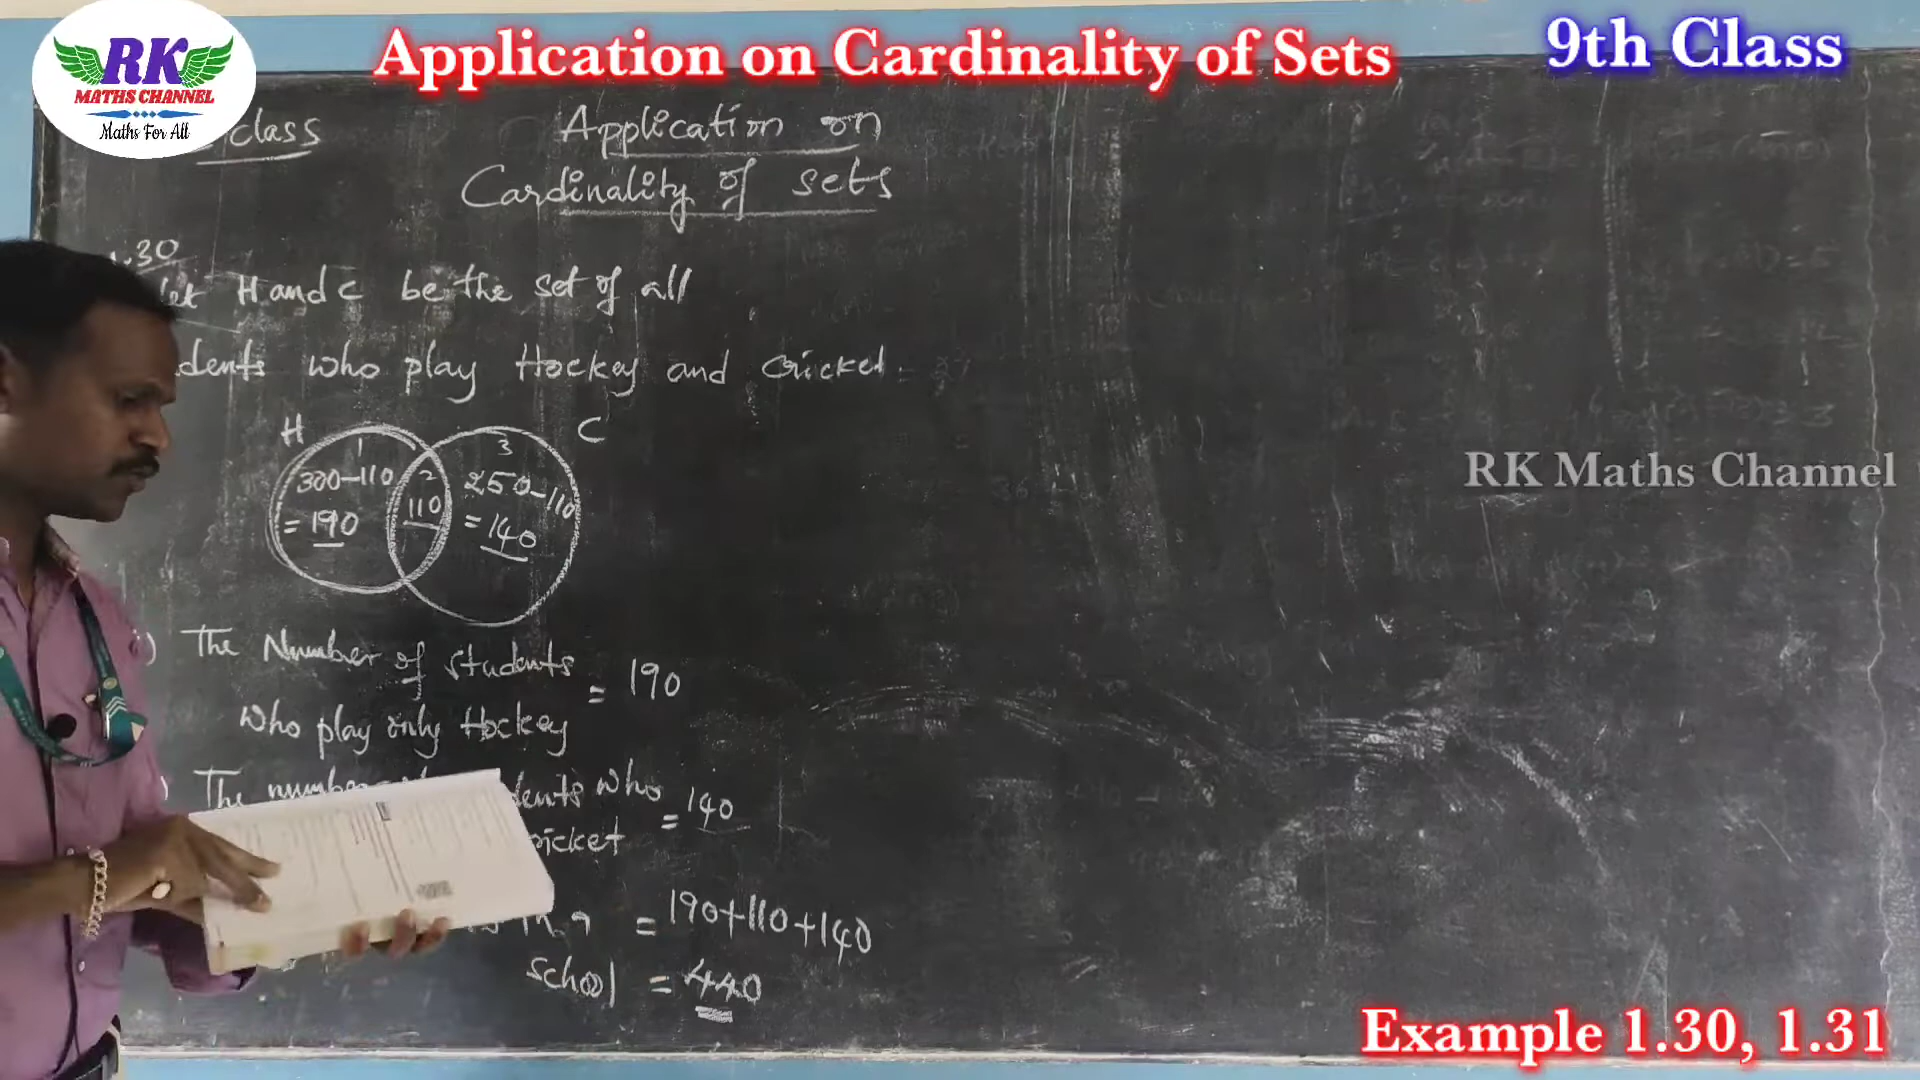 RK
MATHS CHANNEL
Maths For All
Application on Cardinality of Sets
9th Class
class
Application on
Cardinality of sets
1.30
let H and C be the set of all
dents who play Hockey and cricket.
H
C
1
2
3
300-110
= 190
110
250-110
= 140
i) The Number of students
who play only Hockey
= 190
) The number dents who
ricket
= 140
= 190+110+140
school = 440
RK Maths Channel
Example 1.30, 1.31